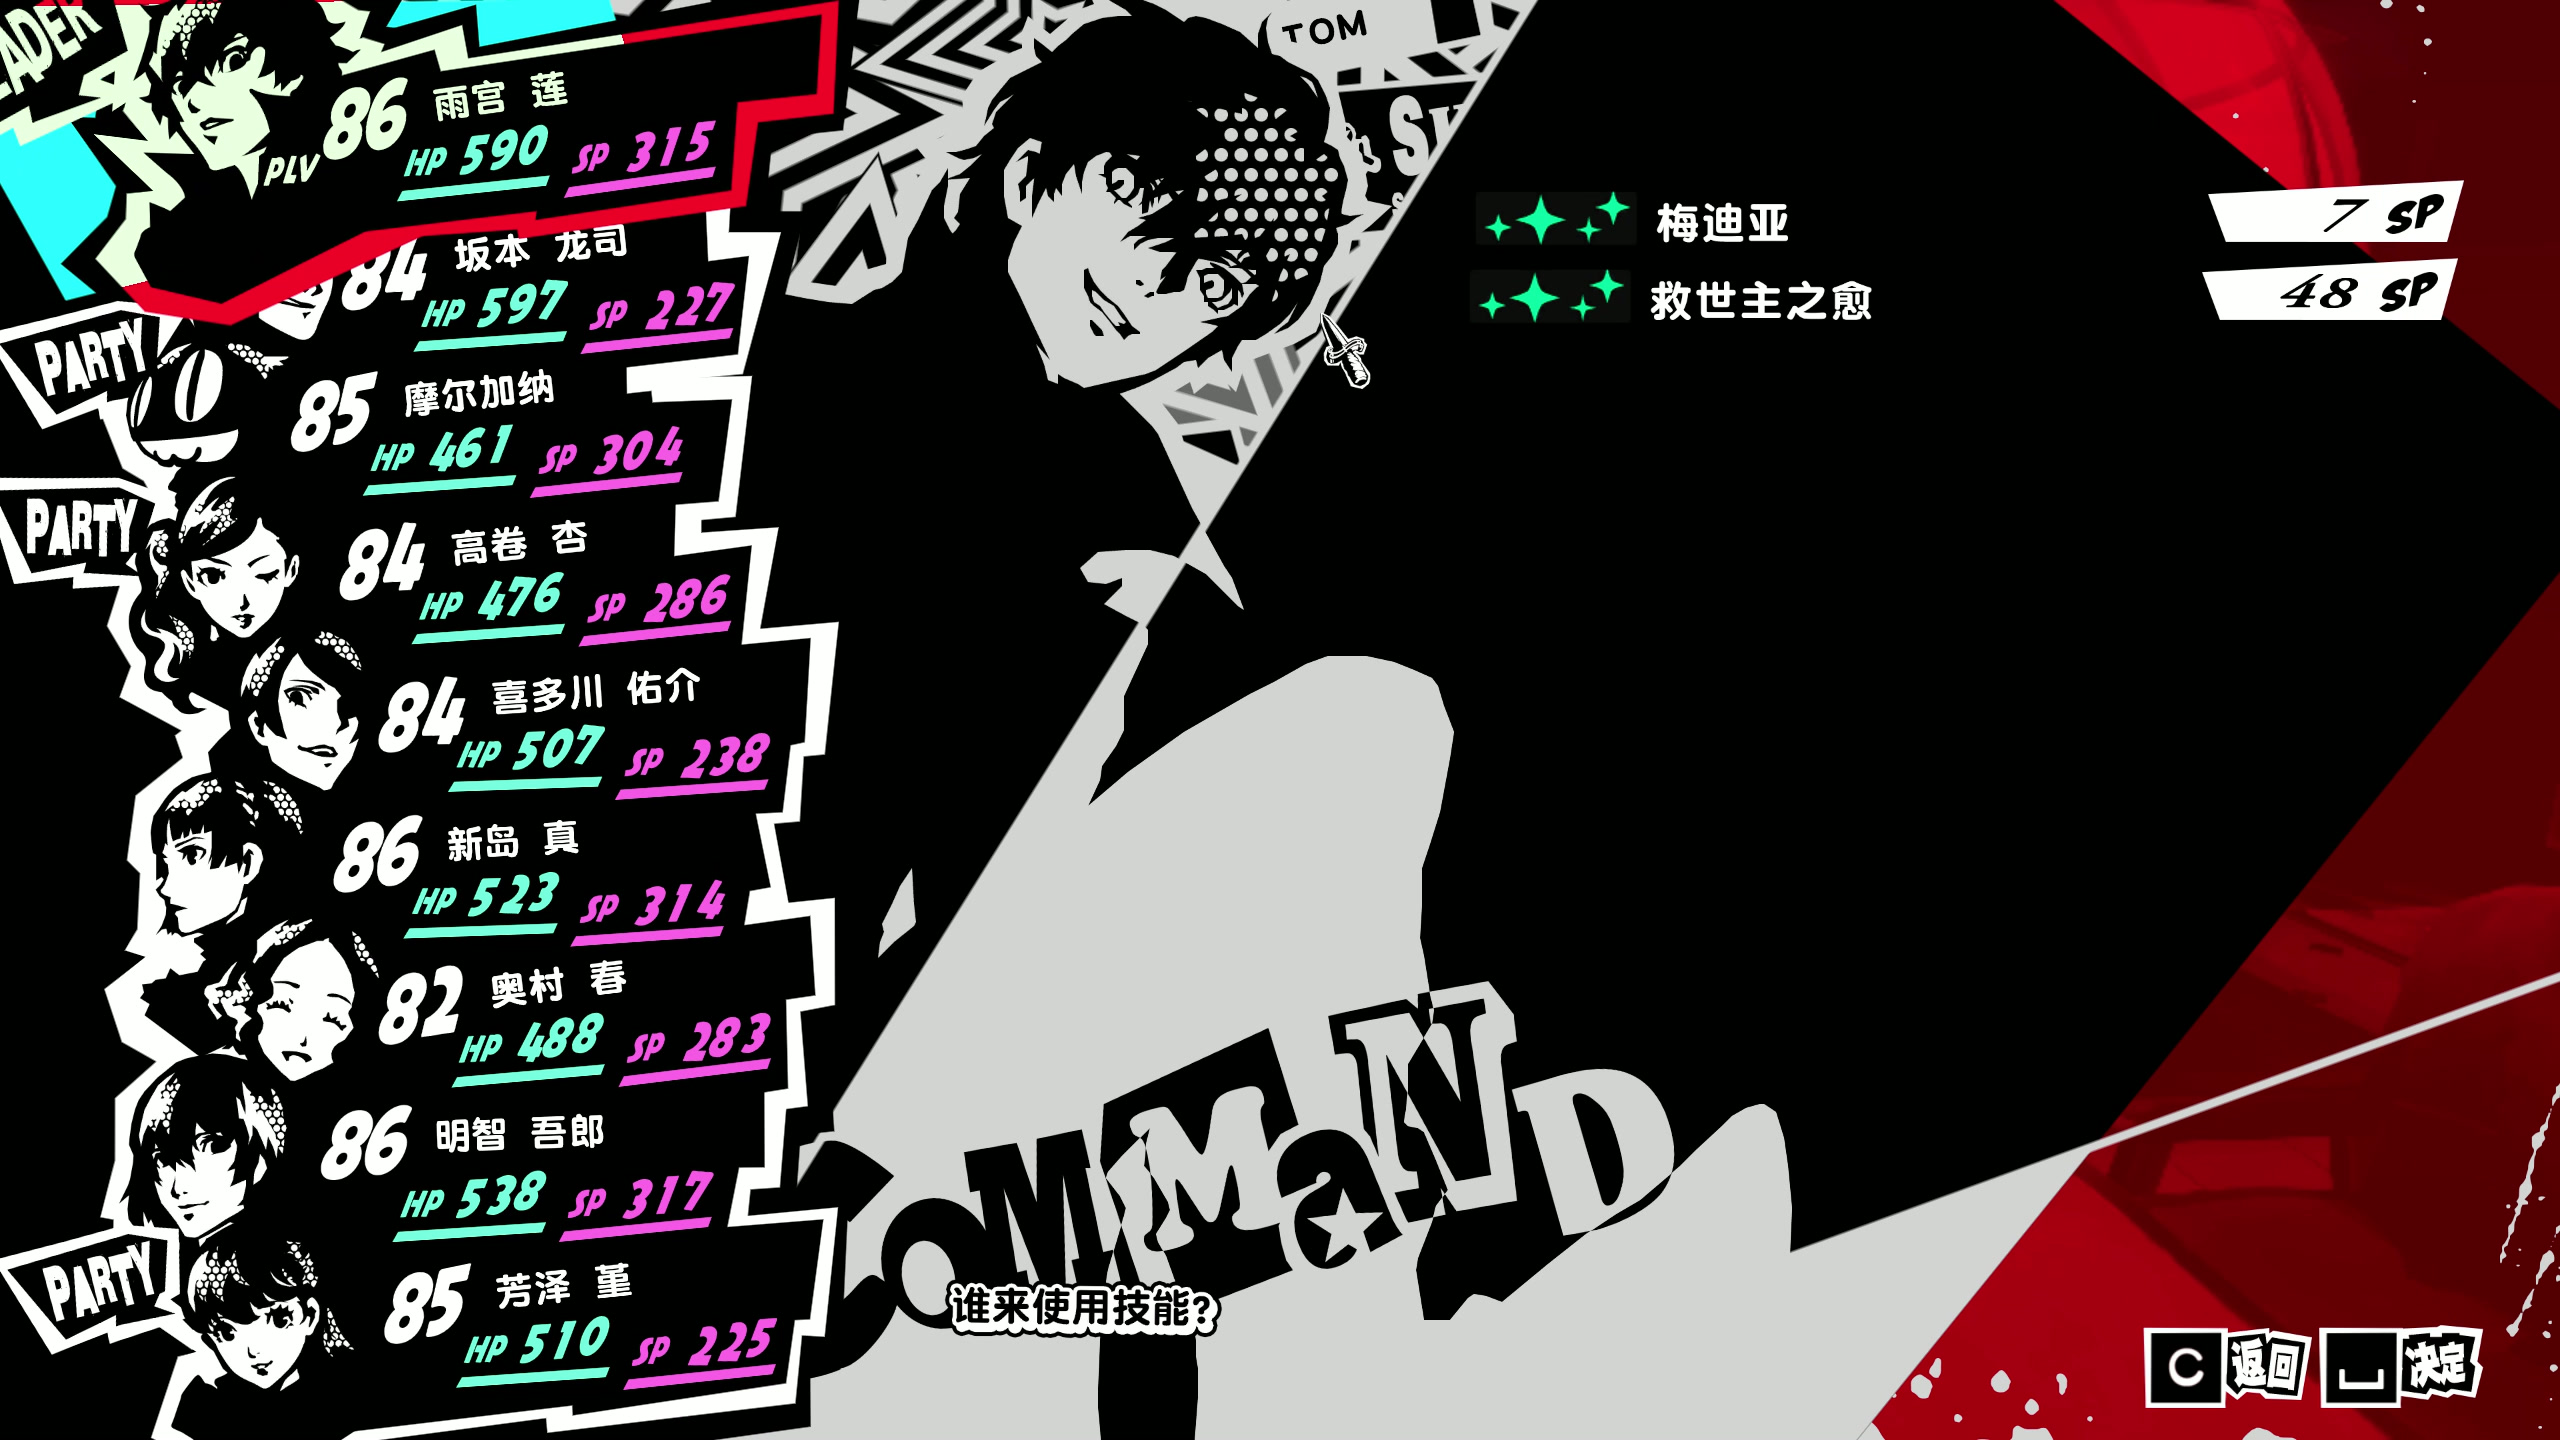 LEADER
PLV 86 雨宫 莲
HP 590 SP 315
84 坂本 龙司
HP 597 SP 227
PARTY
85 摩尔加纳
HP 461 SP 304
PARTY
84 高卷 杏
HP 476 SP 286
84 喜多川 佑介
HP 507 SP 238
86 新岛 真
HP 523 SP 314
82 奥村 春
HP 488 SP 283
86 明智 吾郎
HP 538 SP 317
PARTY
85 芳泽 堇
HP 510 SP 225
TOM
梅迪亚 7 SP
救世主之愈 48 SP
COMMaND
谁来使用技能?
C 返回 决定